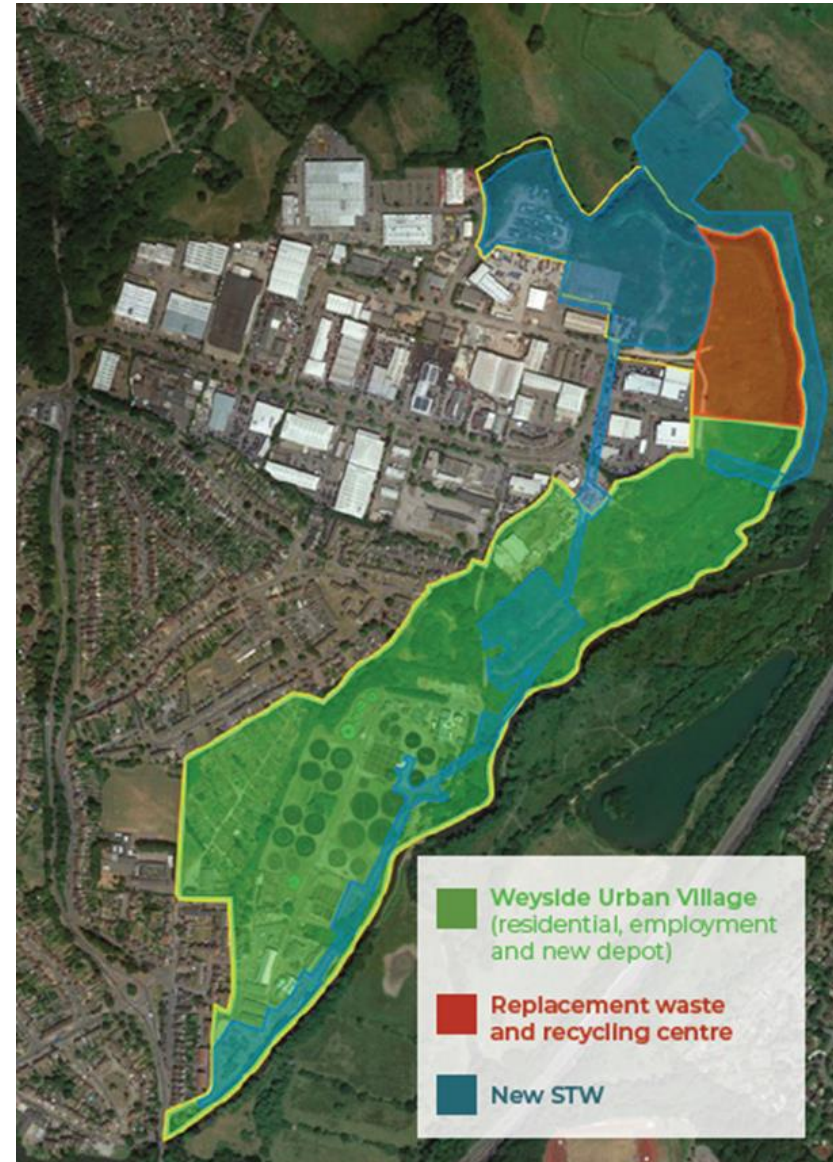 Weyside Urban Village
(residential, employment
and new depot)
Replacement waste
and recycling centre
New STW